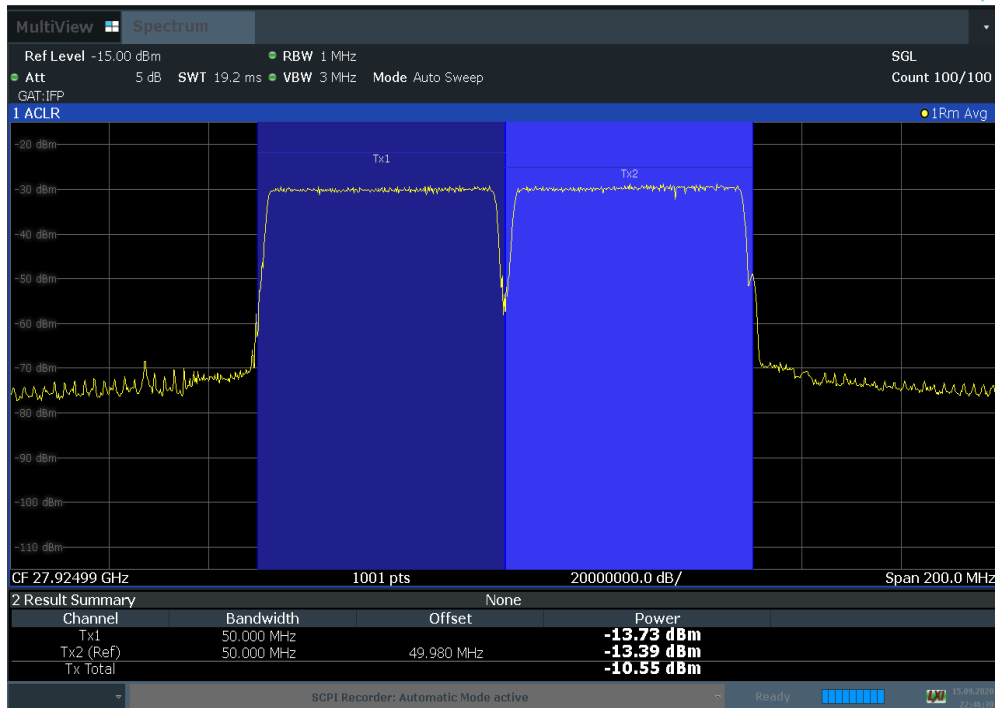 MultiView Spectrum
Ref Level -15.00 dBm RBW 1 MHz SGL
Att 5 dB SWT 19.2 ms VBW 3 MHz Mode Auto Sweep Count 100/100
GAT:IFP
1 ACLR 1Rm Avg
-20 dBm
Tx1
Tx2
-30 dBm
-40 dBm
-50 dBm
-60 dBm
-70 dBm
-80 dBm
-90 dBm
-100 dBm
-110 dBm
CF 27.92499 GHz 1001 pts 20000000.0 dB/ Span 200.0 MHz
2 Result Summary None
Channel Bandwidth Offset Power
Tx1 50.000 MHz -13.73 dBm
Tx2 (Ref) 50.000 MHz 49.980 MHz -13.39 dBm
Tx Total -10.55 dBm
SCPI Recorder: Automatic Mode active Ready LXI 15.09.2020
22:46:30